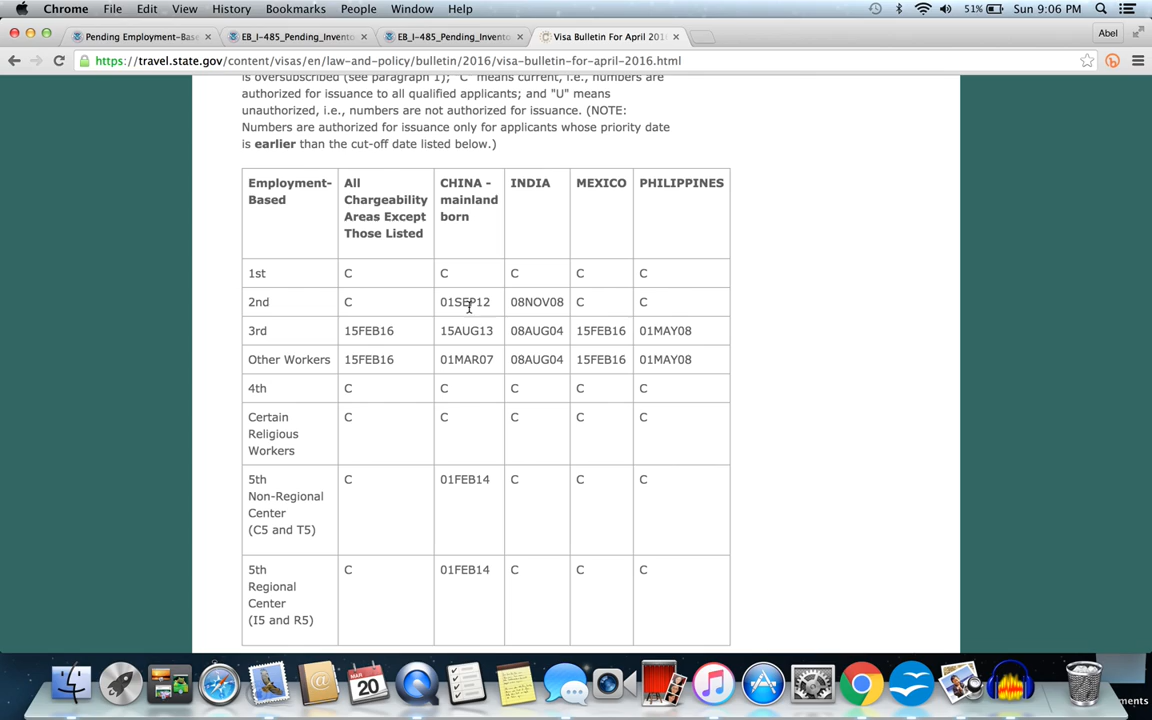 Chrome File Edit View History Bookmarks People Window Help 51% Sun 9:06 PM
Pending Employment-Bas × EB_I-485_Pending_Invento × EB_I-485_Pending_Invento × Visa Bulletin For April 201 × Abel
https://travel.state.gov/content/visas/en/law-and-policy/bulletin/2016/visa-bulletin-for-april-2016.html
is oversubscribed (see paragraph 1); "C" means current, i.e., numbers are
authorized for issuance to all qualified applicants; and "U" means
unauthorized, i.e., numbers are not authorized for issuance. (NOTE:
Numbers are authorized for issuance only for applicants whose priority date
is earlier than the cut-off date listed below.)
Employment-
Based
All
Chargeability
Areas Except
Those Listed
CHINA -
mainland
born
INDIA
MEXICO
PHILIPPINES
1st C C C C C
2nd C 01SEP12 08NOV08 C C
3rd 15FEB16 15AUG13 08AUG04 15FEB16 01MAY08
Other Workers 15FEB16 01MAR07 08AUG04 15FEB16 01MAY08
4th C C C C C
Certain
Religious
Workers
C C C C C
5th
Non-Regional
Center
(C5 and T5)
C 01FEB14 C C C
5th
Regional
Center
(I5 and R5)
C 01FEB14 C C C
MAR
20
ments